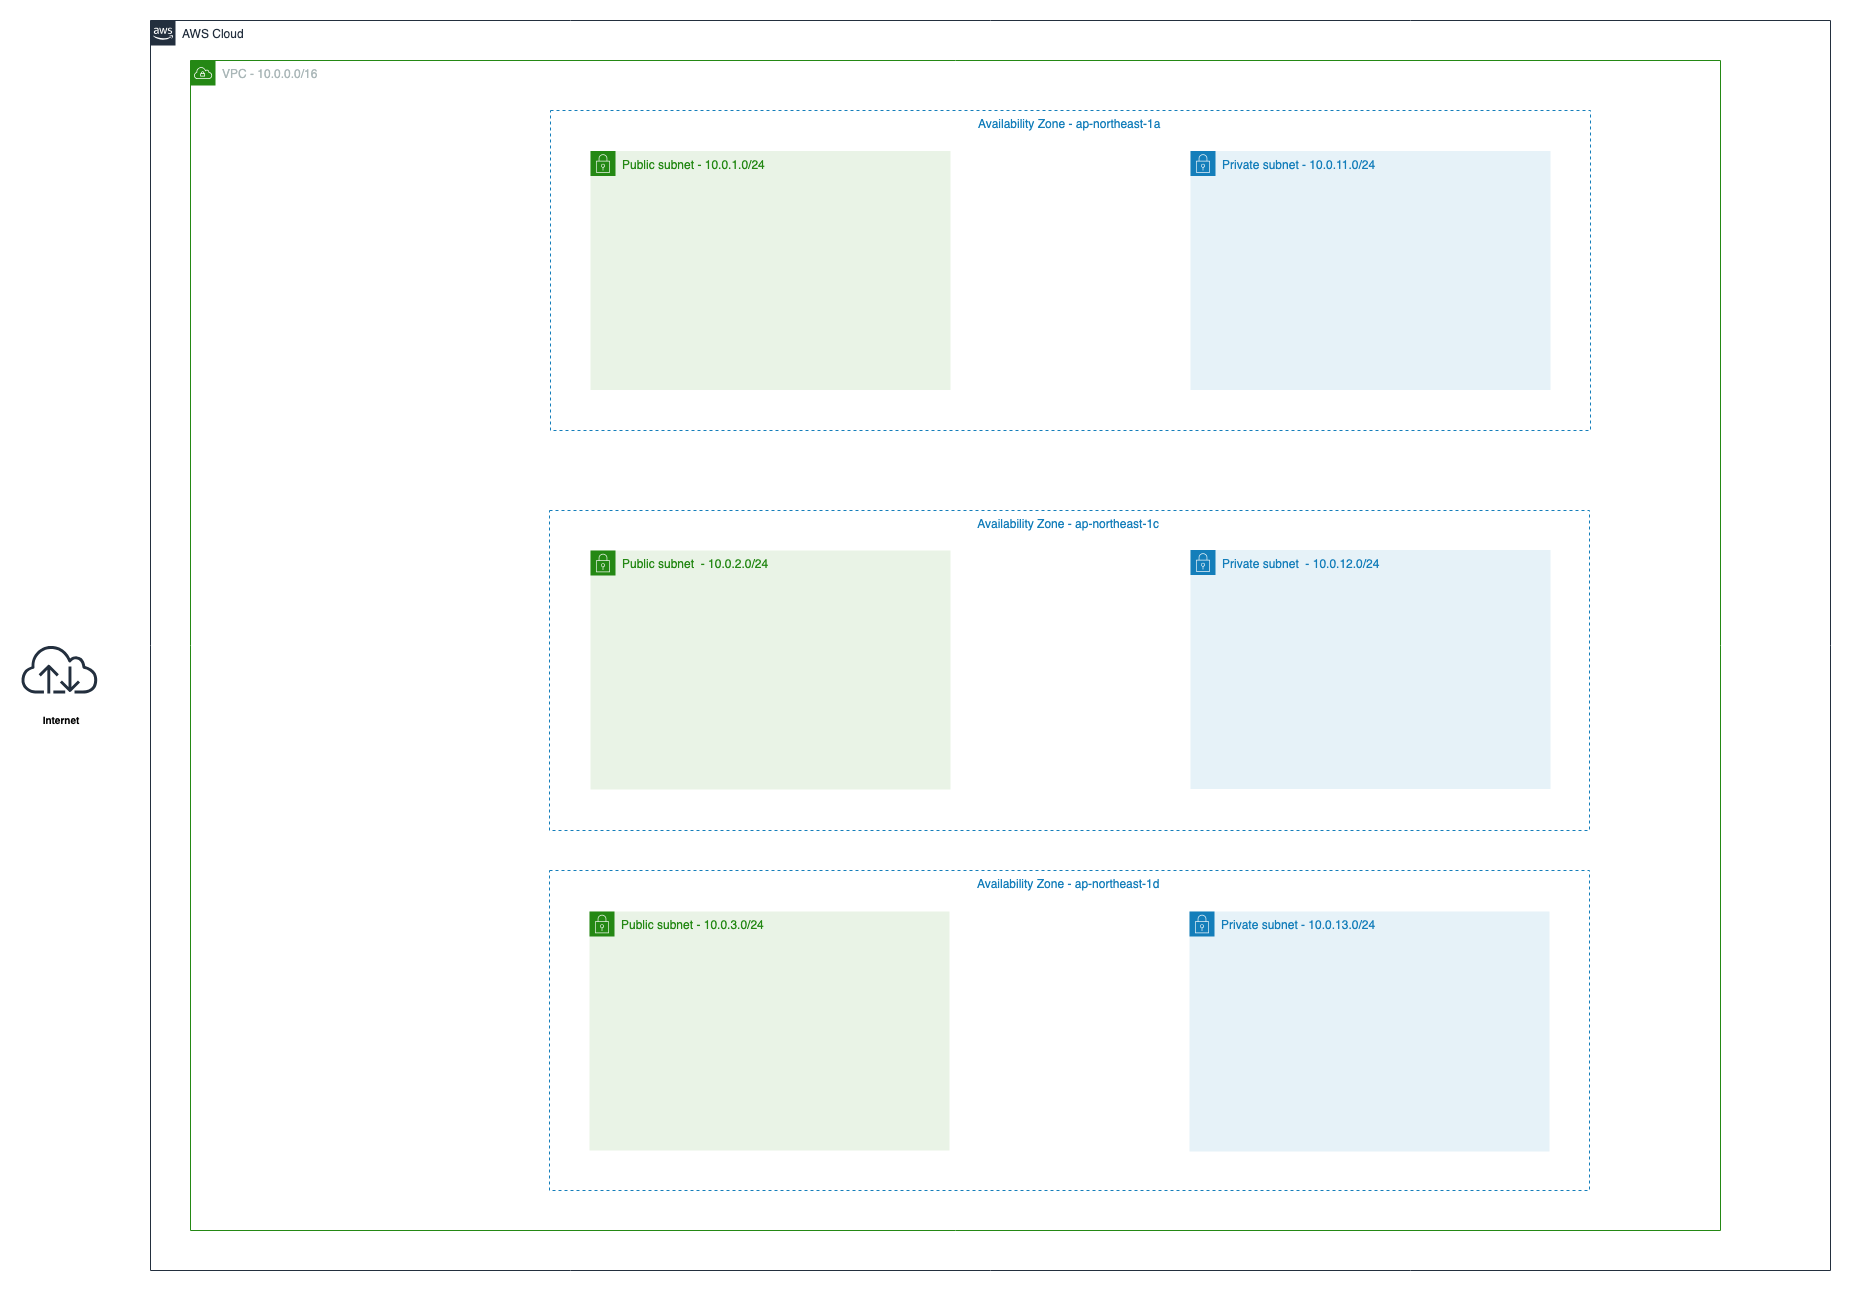 aws
AWS Cloud
VPC - 10.0.0.0/16
Availability Zone - ap-northeast-1a
Public subnet - 10.0.1.0/24
Private subnet - 10.0.11.0/24
Availability Zone - ap-northeast-1c
Public subnet  - 10.0.2.0/24
Private subnet  - 10.0.12.0/24
Internet
Availability Zone - ap-northeast-1d
Public subnet - 10.0.3.0/24
Private subnet - 10.0.13.0/24